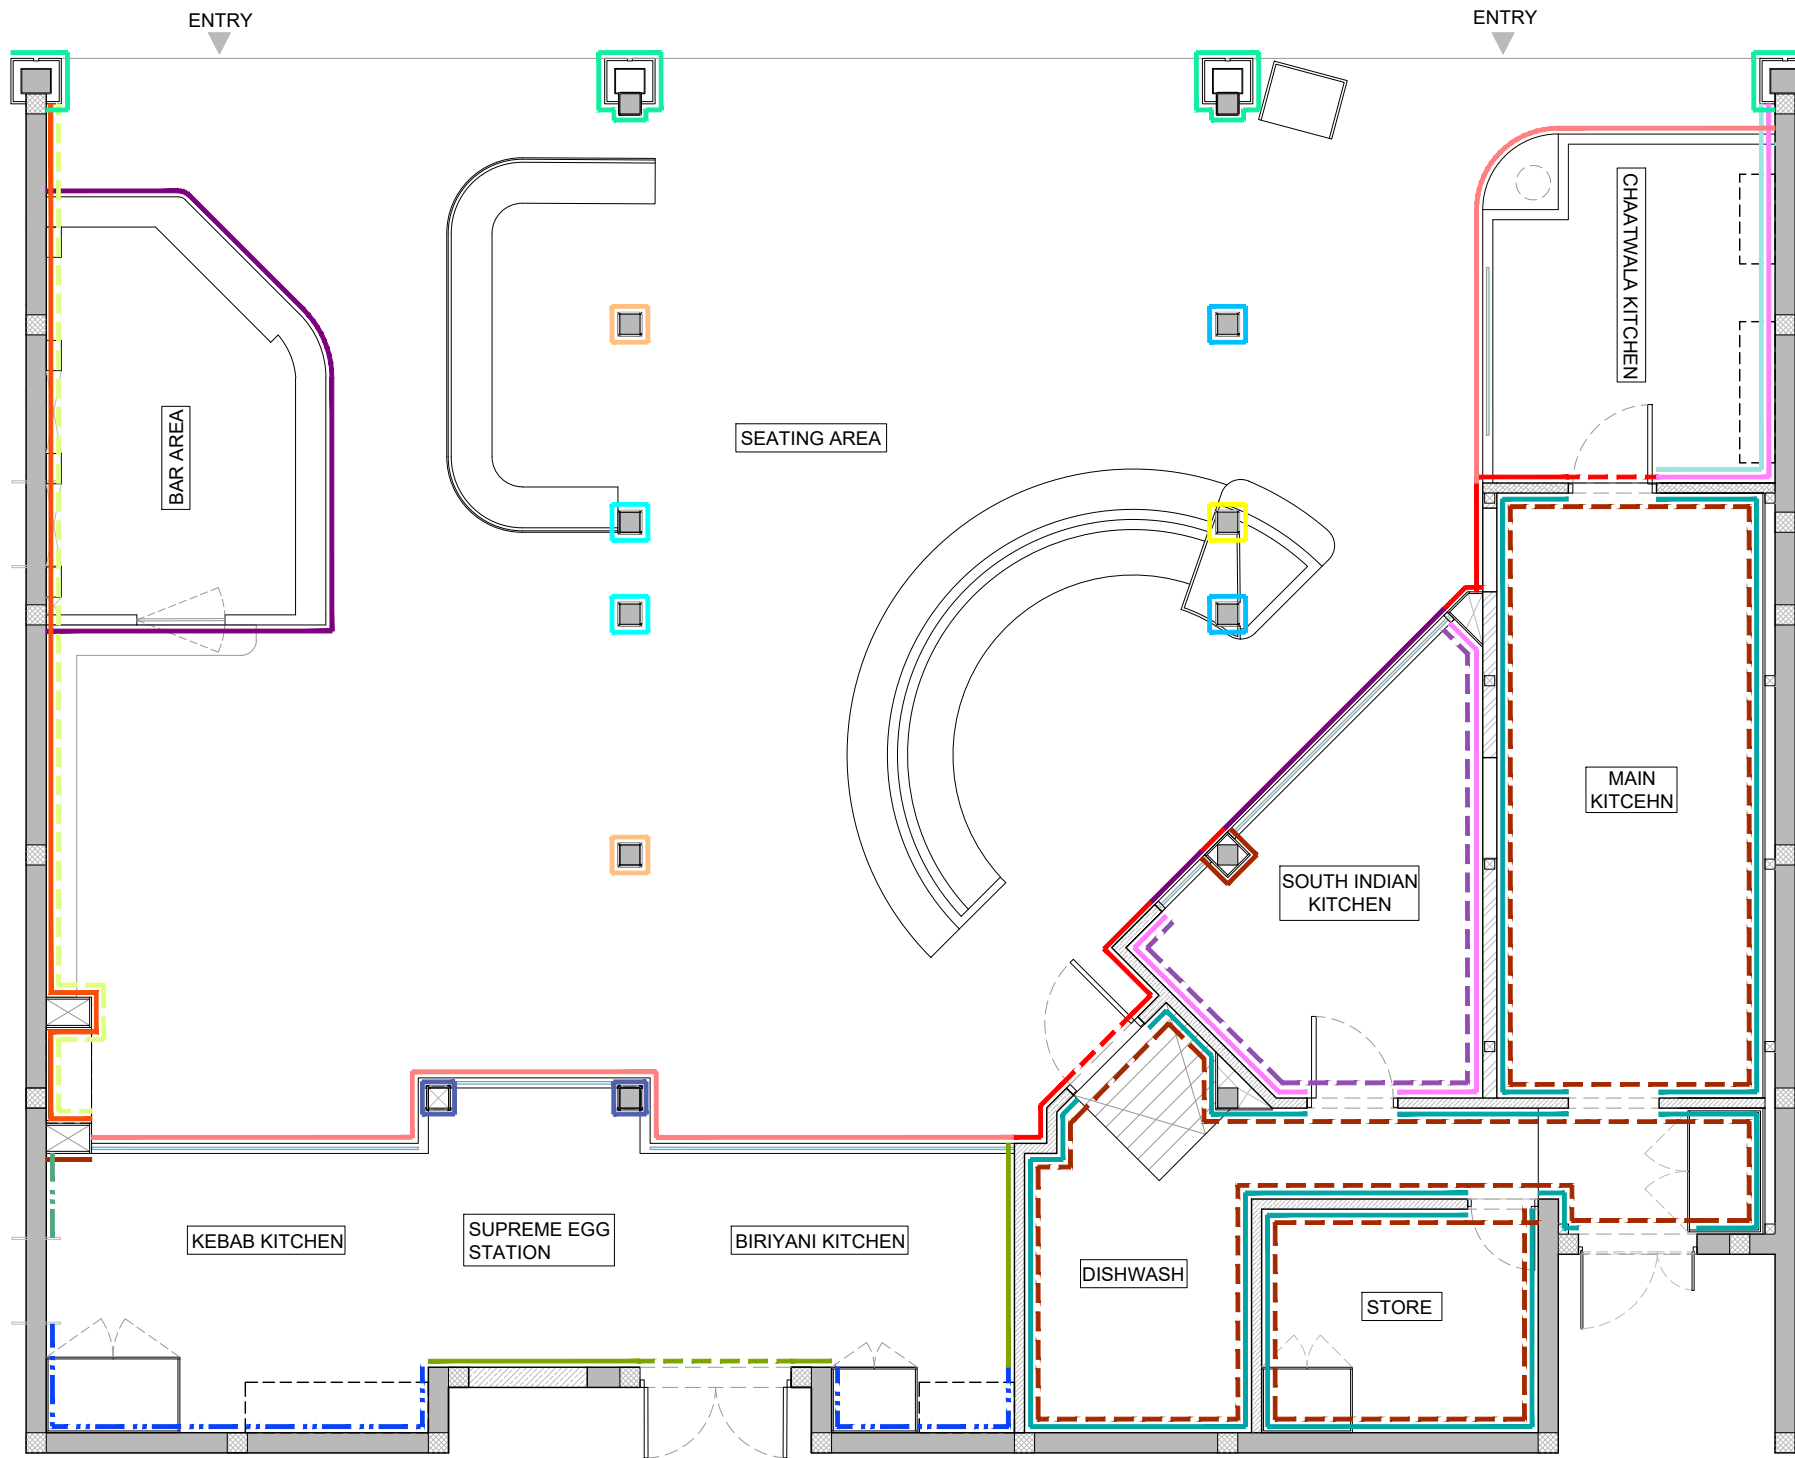 ENTRY
ENTRY
CHAATWALA KITCHEN
BAR AREA
SEATING AREA
MAIN
KITCEHN
SOUTH INDIAN
KITCHEN
KEBAB KITCHEN
SUPREME EGG
STATION
BIRIYANI KITCHEN
DISHWASH
STORE